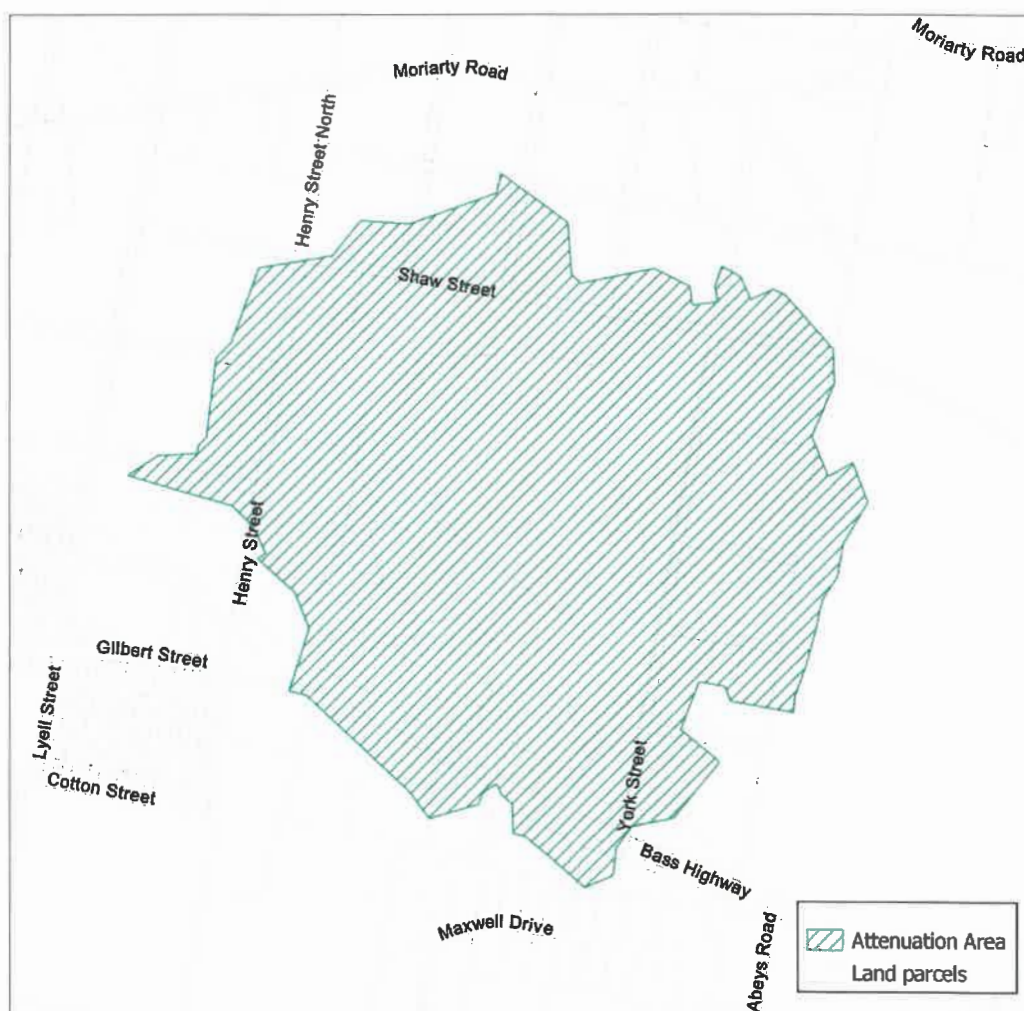 Moriarty Road
Moriarty Road
Henry Street North
Shaw Street
Henry Street
Gilbert Street
Lyell Street
Cotton Street
York Street
Bass Highway
Maxwell Drive
Abeys Road
Attenuation Area
Land parcels